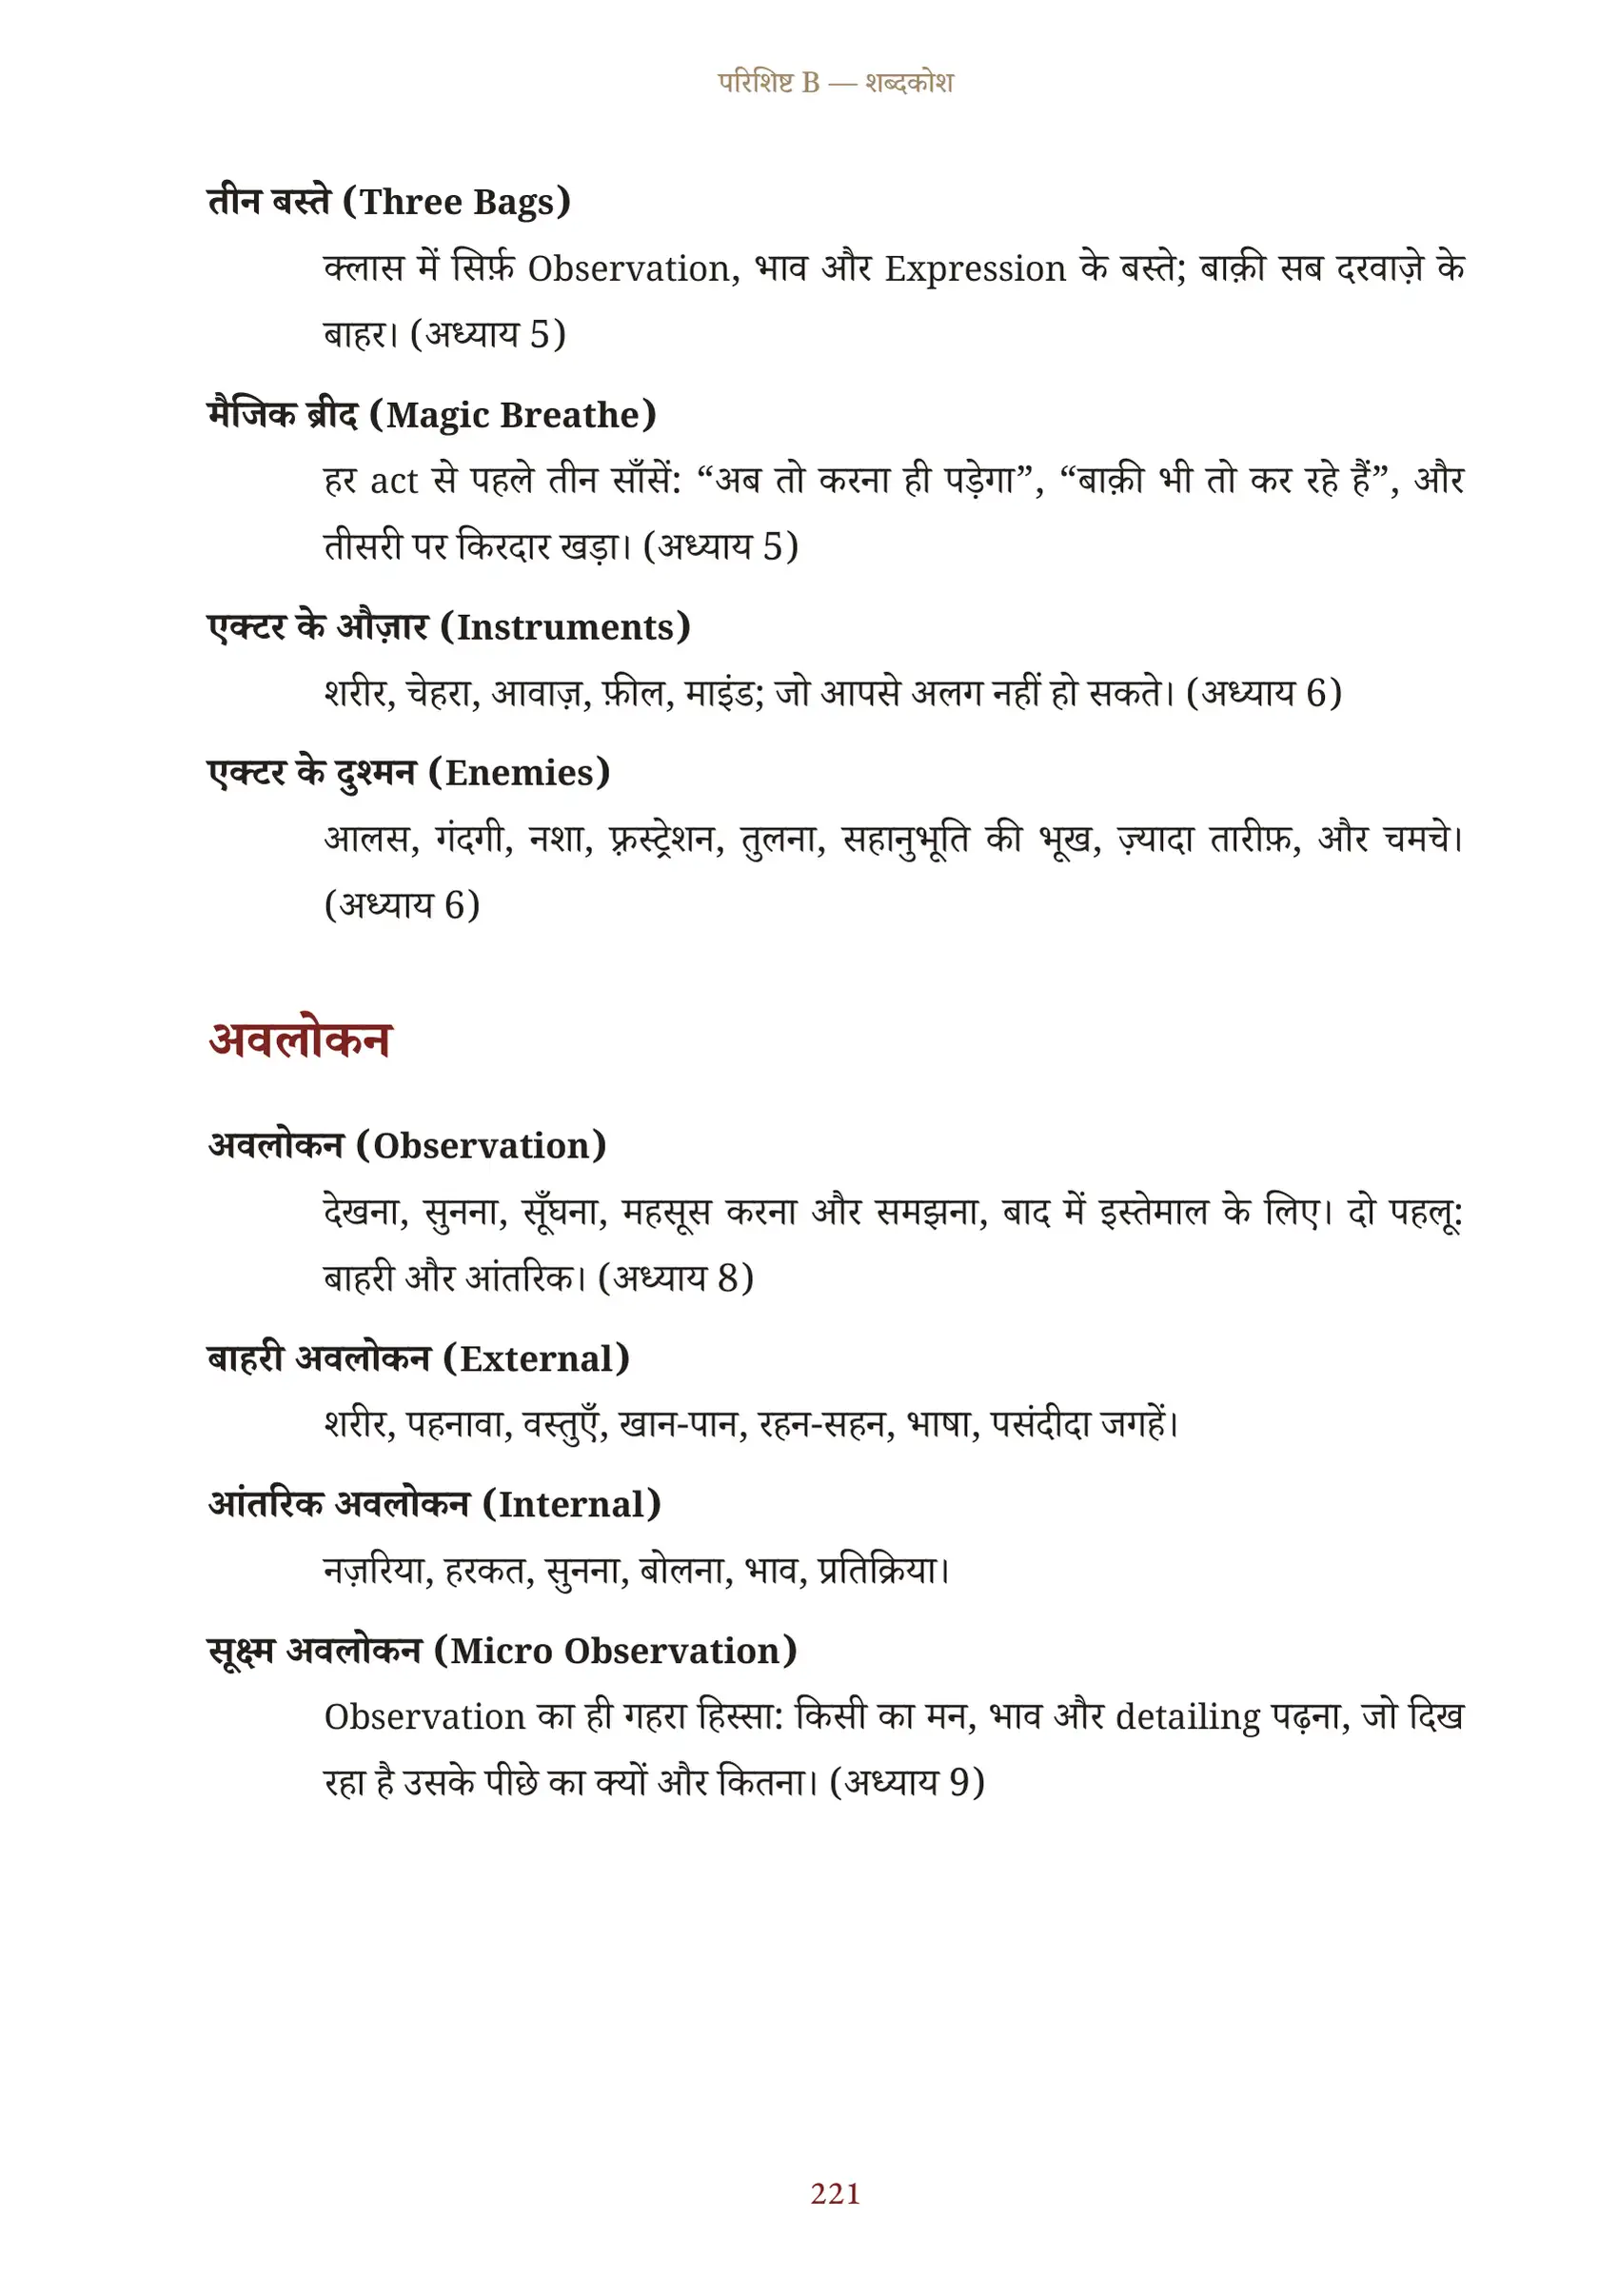 परिशिष्ट B — शब्दकोश
तीन बस्ते (Three Bags)
क्लास में सिर्फ़ Observation, भाव और Expression के बस्ते; बाक़ी सब दरवाज़े के
बाहर। (अध्याय 5)
मैजिक ब्रीद (Magic Breathe)
हर act से पहले तीन साँसें: “अब तो करना ही पड़ेगा”, “बाक़ी भी तो कर रहे हैं”, और
तीसरी पर किरदार खड़ा। (अध्याय 5)
एक्टर के औज़ार (Instruments)
शरीर, चेहरा, आवाज़, फ़ील, माइंड; जो आपसे अलग नहीं हो सकते। (अध्याय 6)
एक्टर के दुश्मन (Enemies)
आलस, गंदगी, नशा, फ़्रस्ट्रेशन, तुलना, सहानुभूति की भूख, ज़्यादा तारीफ़, और चमचे।
(अध्याय 6)
अवलोकन
अवलोकन (Observation)
देखना, सुनना, सूँघना, महसूस करना और समझना, बाद में इस्तेमाल के लिए। दो पहलू:
बाहरी और आंतरिक। (अध्याय 8)
बाहरी अवलोकन (External)
शरीर, पहनावा, वस्तुएँ, खान-पान, रहन-सहन, भाषा, पसंदीदा जगहें।
आंतरिक अवलोकन (Internal)
नज़रिया, हरकत, सुनना, बोलना, भाव, प्रतिक्रिया।
सूक्ष्म अवलोकन (Micro Observation)
Observation का ही गहरा हिस्सा: किसी का मन, भाव और detailing पढ़ना, जो दिख
रहा है उसके पीछे का क्यों और कितना। (अध्याय 9)
221